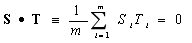 S • T ≡ 1/m ∑_{i=1}^{m} S_i T_i = 0